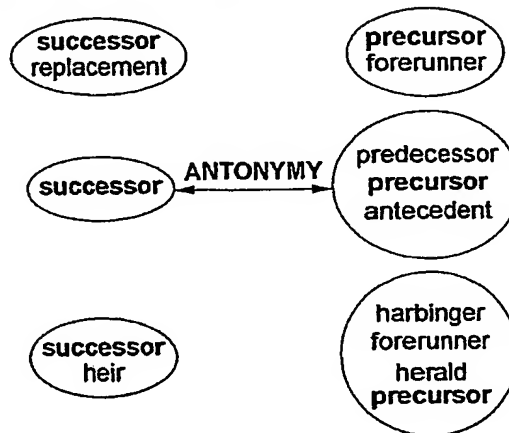 successor
replacement
precursor
forerunner
successor
ANTONYMY
predecessor
precursor
antecedent
successor
heir
harbinger
forerunner
herald
precursor